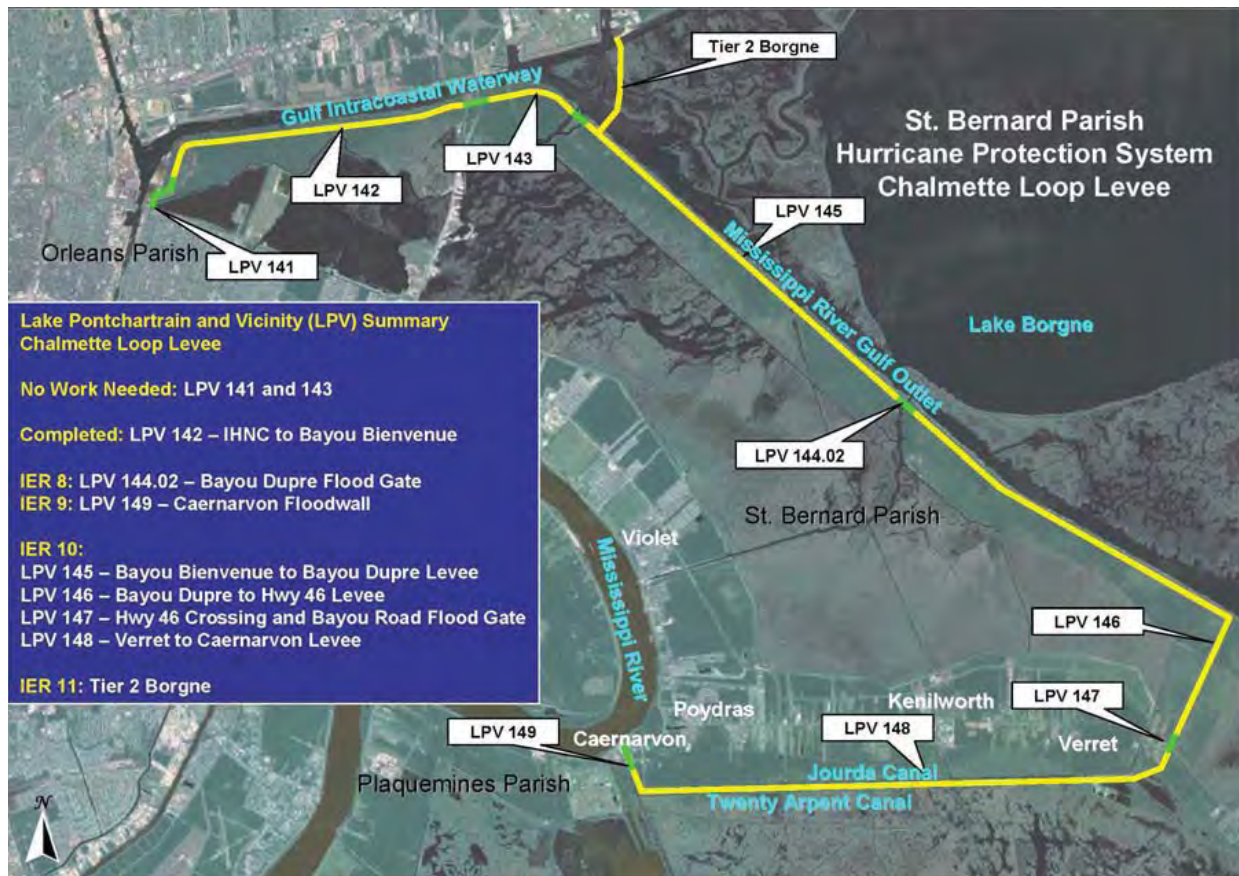 Tier 2 Borgne
Gulf Intracoastal Waterway
St. Bernard Parish
Hurricane Protection System
Chalmette Loop Levee
LPV 143
LPV 142
LPV 145
Orleans Parish
LPV 141
Mississippi River Gulf Outlet
Lake Borgne
Lake Pontchartrain and Vicinity (LPV) Summary
Chalmette Loop Levee
No Work Needed: LPV 141 and 143
Completed: LPV 142 – IHNC to Bayou Bienvenue
IER 8: LPV 144.02 – Bayou Dupre Flood Gate
IER 9: LPV 149 – Caernarvon Floodwall
IER 10:
LPV 145 – Bayou Bienvenue to Bayou Dupre Levee
LPV 146 – Bayou Dupre to Hwy 46 Levee
LPV 147 – Hwy 46 Crossing and Bayou Road Flood Gate
LPV 148 – Verret to Caernarvon Levee
IER 11: Tier 2 Borgne
LPV 144.02
St. Bernard Parish
Violet
Mississippi River
LPV 146
LPV 147
Kenilworth
Poydras
LPV 148
LPV 149
Caernarvon
Verret
Jourda Canal
Plaquemines Parish
Twenty Arpent Canal
N